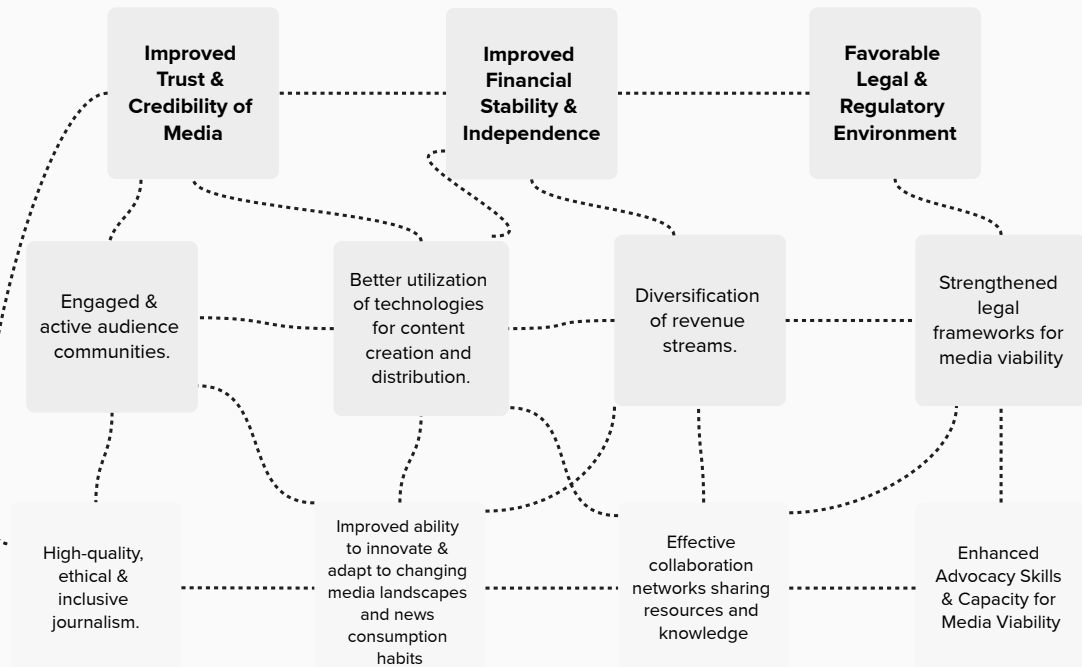 Improved
Trust &
Credibility of
Media
Improved
Financial
Stability &
Independence
Favorable
Legal &
Regulatory
Environment
Engaged &
active audience
communities.
Better utilization
of technologies
for content
creation and
distribution.
Diversification
of revenue
streams.
Strengthened
legal
frameworks for
media viability
High-quality,
ethical &
inclusive
journalism.
Improved ability
to innovate &
adapt to changing
media landscapes
and news
consumption
habits
Effective
collaboration
networks sharing
resources and
knowledge
Enhanced
Advocacy Skills
& Capacity for
Media Viability